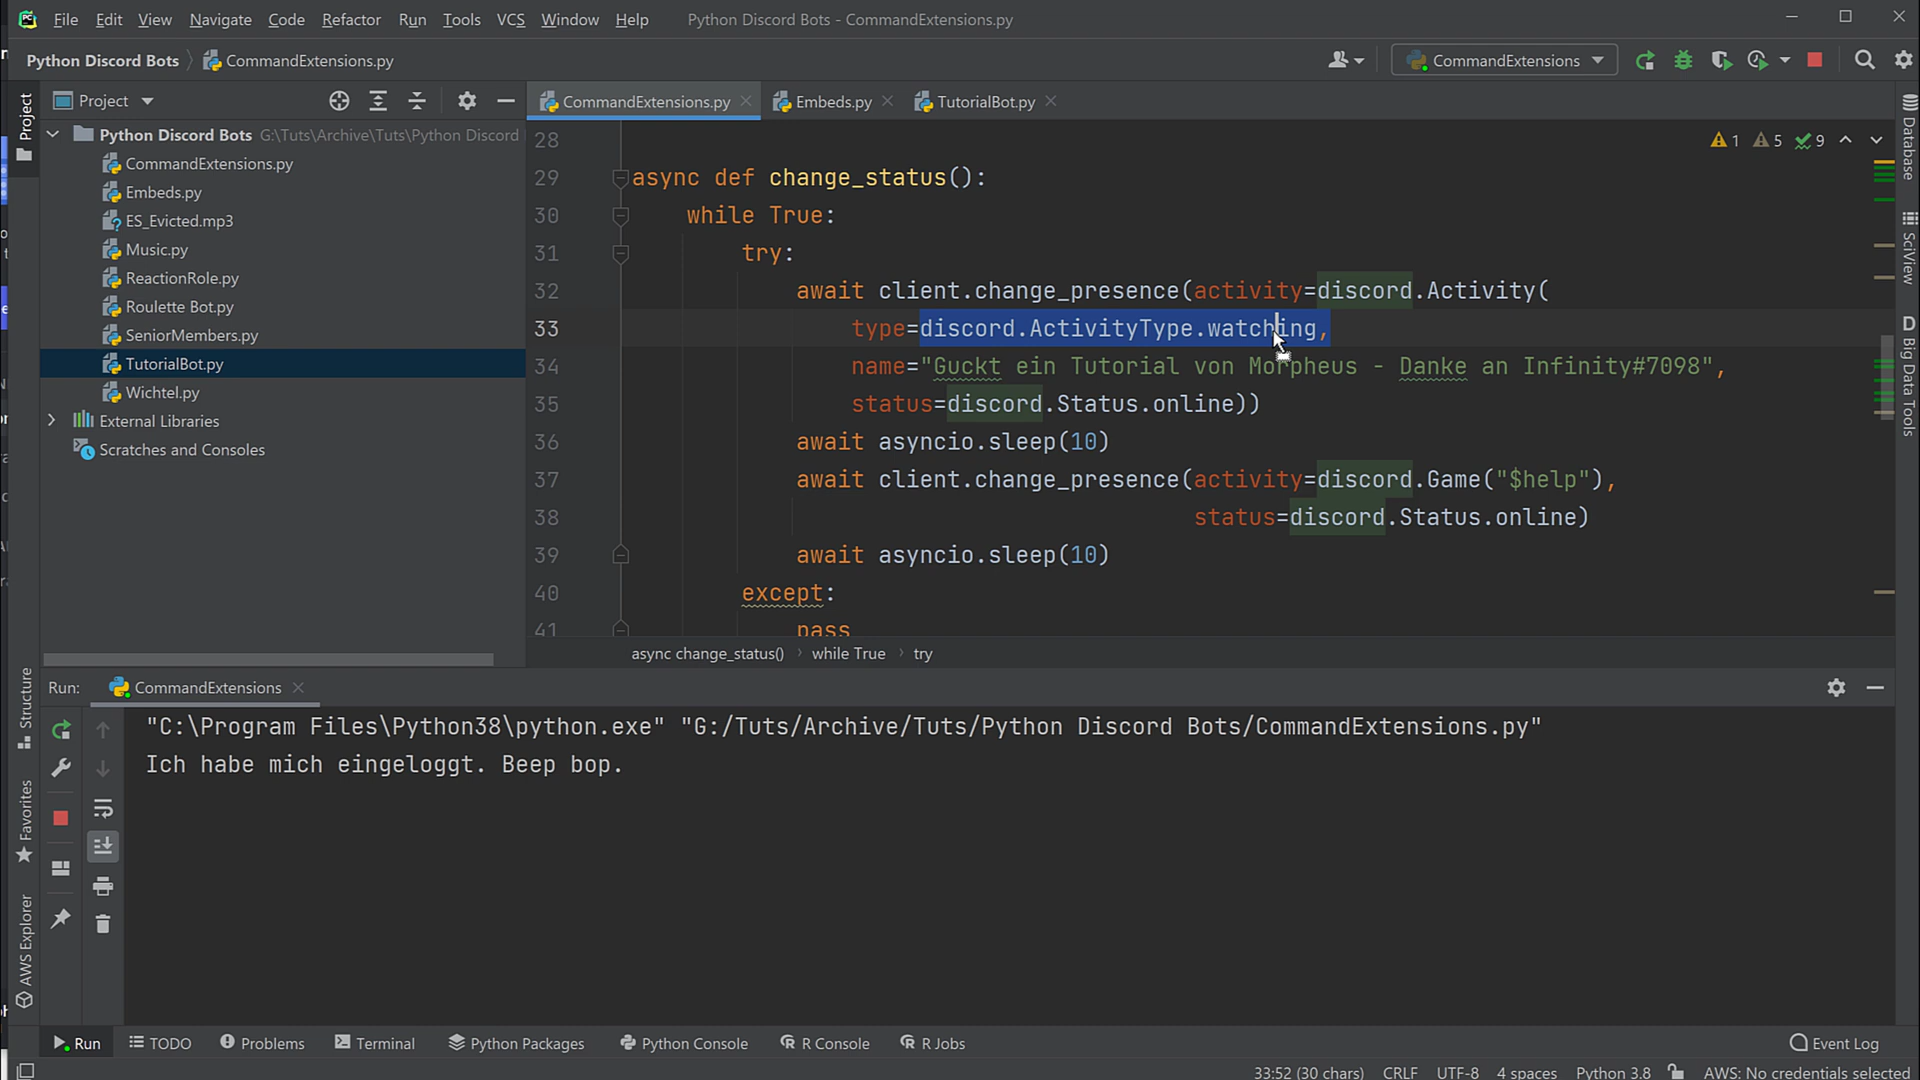 File Edit View Navigate Code Refactor Run Tools VCS Window Help Python Discord Bots - CommandExtensions.py
Python Discord Bots CommandExtensions.py CommandExtensions
Project
Project
CommandExtensions.py Embeds.py TutorialBot.py
Python Discord Bots G:\Tuts\Archive\Tuts\Python Discord
CommandExtensions.py
Embeds.py
ES_Evicted.mp3
Music.py
ReactionRole.py
Roulette Bot.py
SeniorMembers.py
TutorialBot.py
Wichtel.py
External Libraries
Scratches and Consoles
1 5 9
28
29 async def change_status():
30 while True:
31 try:
32 await client.change_presence(activity=discord.Activity(
33 type=discord.ActivityType.watching,
34 name="Guckt ein Tutorial von Morpheus - Danke an Infinity#7098",
35 status=discord.Status.online))
36 await asyncio.sleep(10)
37 await client.change_presence(activity=discord.Game("$help"),
38 status=discord.Status.online)
39 await asyncio.sleep(10)
40 except:
41 pass
async change_status() while True try
Database
SciView
D Big Data Tools
Structure
Favorites
AWS Explorer
Run: CommandExtensions
"C:\Program Files\Python38\python.exe" "G:/Tuts/Archive/Tuts/Python Discord Bots/CommandExtensions.py"
Ich habe mich eingeloggt. Beep bop.
Run TODO Problems Terminal Python Packages Python Console R Console R Jobs Event Log
33:52 (30 chars) CRLF UTF-8 4 spaces Python 3.8 AWS: No credentials selected